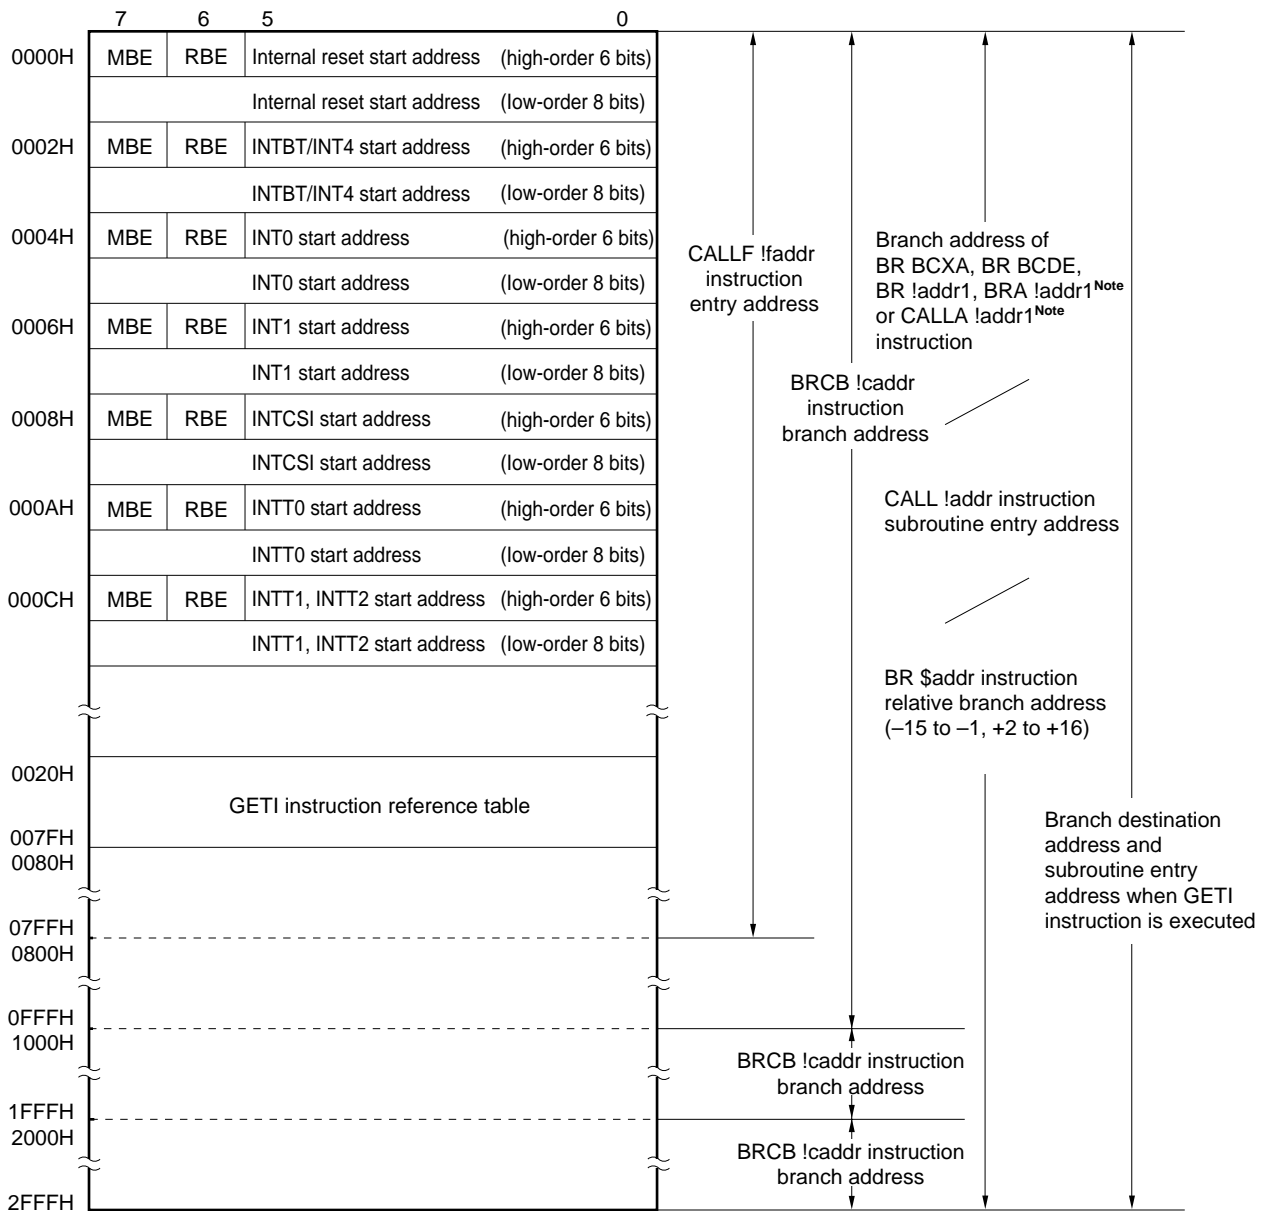 7 6 5 0
0000H MBE RBE Internal reset start address (high-order 6 bits)
Internal reset start address (low-order 8 bits)
0002H MBE RBE INTBT/INT4 start address (high-order 6 bits)
INTBT/INT4 start address (low-order 8 bits)
0004H MBE RBE INT0 start address (high-order 6 bits)
INT0 start address (low-order 8 bits)
0006H MBE RBE INT1 start address (high-order 6 bits)
INT1 start address (low-order 8 bits)
0008H MBE RBE INTCSI start address (high-order 6 bits)
INTCSI start address (low-order 8 bits)
000AH MBE RBE INTT0 start address (high-order 6 bits)
INTT0 start address (low-order 8 bits)
000CH MBE RBE INTT1, INTT2 start address (high-order 6 bits)
INTT1, INTT2 start address (low-order 8 bits)
0020H
GETI instruction reference table
007FH
0080H
07FFH
0800H
0FFFH
1000H
1FFFH
2000H
2FFFH
CALLF !faddr
instruction
entry address
BRCB !caddr
instruction
branch address
BRCB !caddr instruction
branch address
BRCB !caddr instruction
branch address
Branch address of
BR BCXA, BR BCDE,
BR !addr1, BRA !addr1Note
or CALLA !addr1Note
instruction
CALL !addr instruction
subroutine entry address
BR $addr instruction
relative branch address
(–15 to –1, +2 to +16)
Branch destination
address and
subroutine entry
address when GETI
instruction is executed